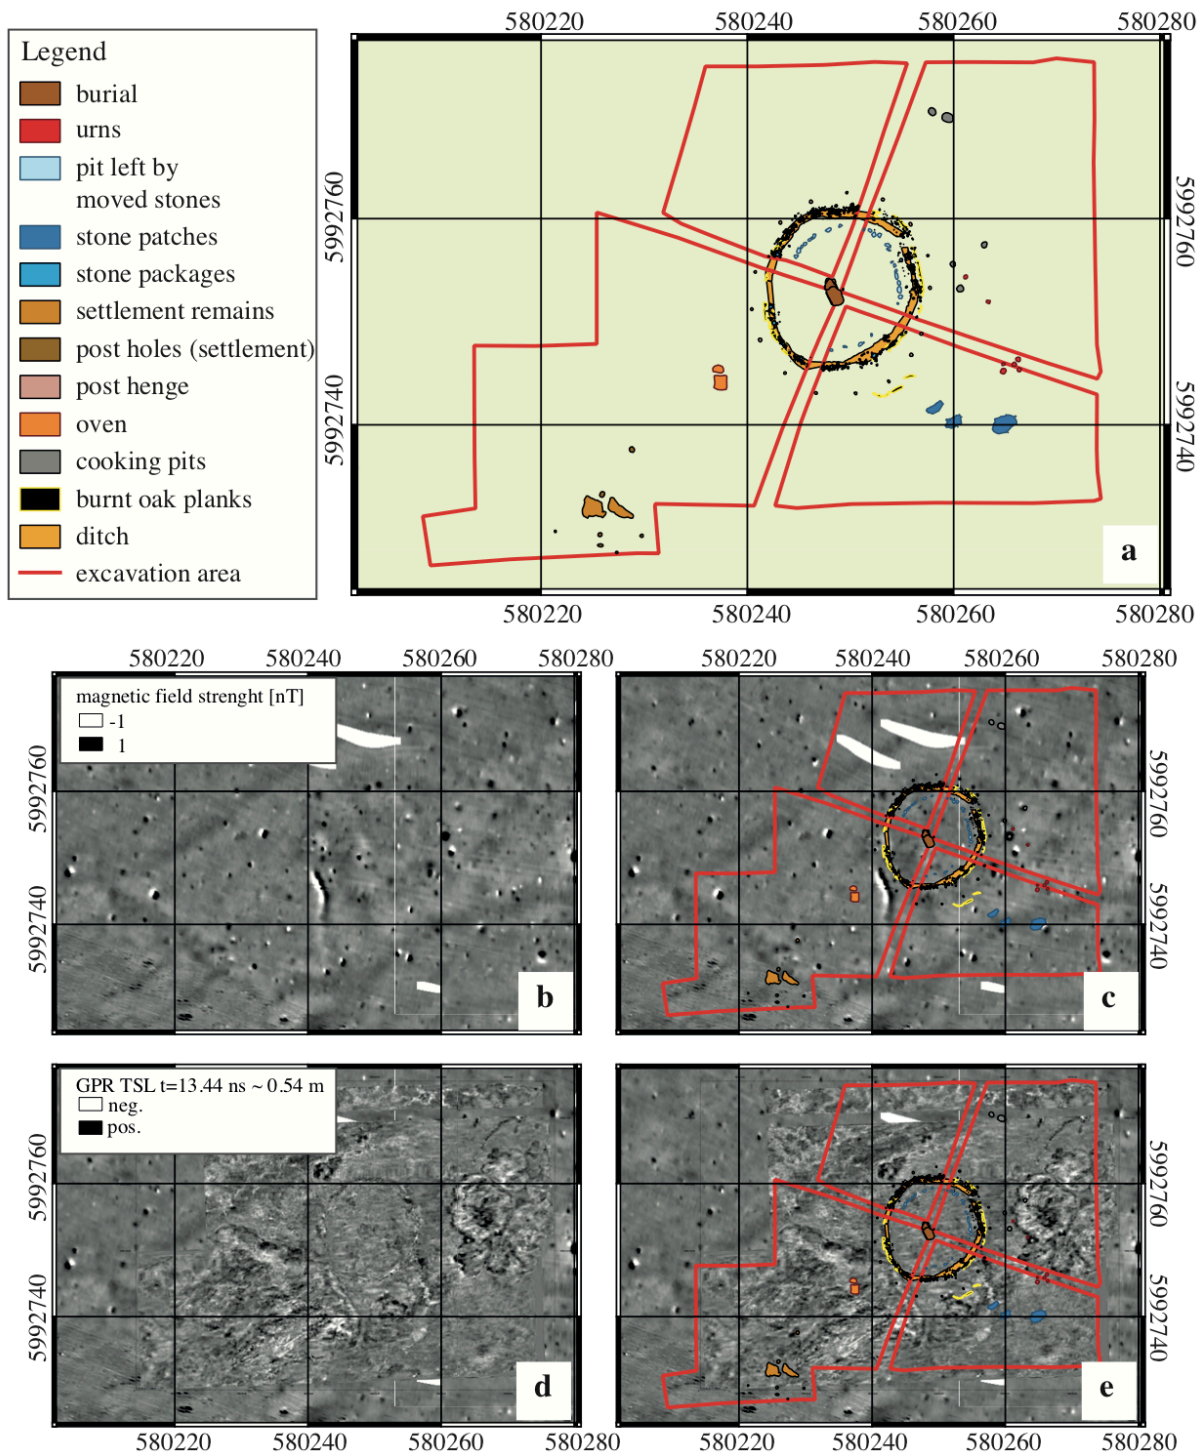 580220 580240 580260 580280
Legend
burial
urns
pit left by
moved stones
stone patches
stone packages
settlement remains
post holes (settlement)
post henge
oven
cooking pits
burnt oak planks
ditch
excavation area
5992760
5992740
5992760
5992740
a
580220 580240 580260 580280
580220 580240 580260 580280
580220 580240 580260 580280
magnetic field strenght [nT]
-1
1
5992760
5992740
b
5992760
5992740
c
GPR TSL t=13.44 ns ~ 0.54 m
neg.
pos.
5992760
5992740
d
5992760
5992740
e
580220 580240 580260 580280
580220 580240 580260 580280